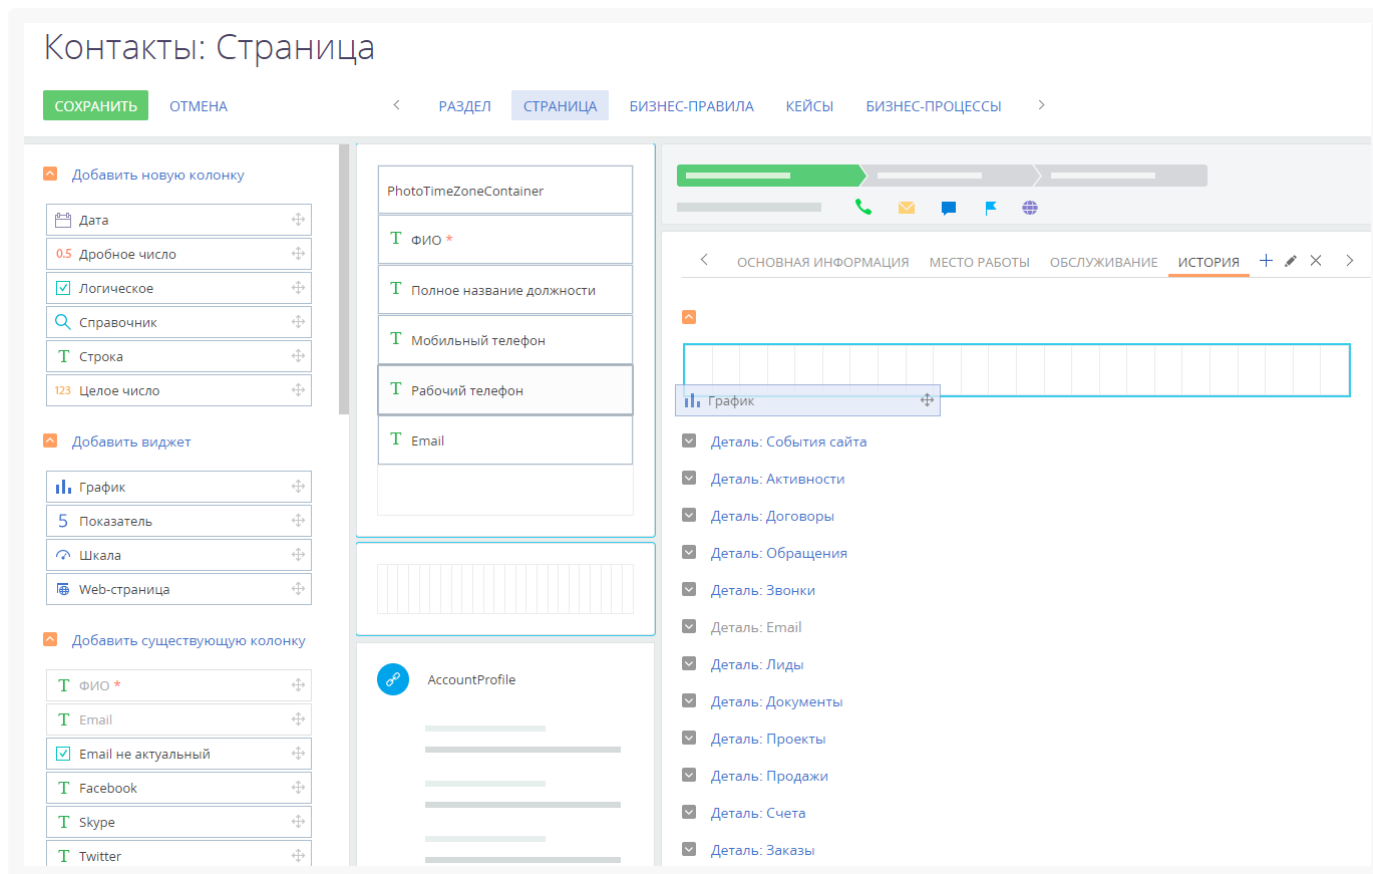 Контакты: Страница
СОХРАНИТЬ
ОТМЕНА
РАЗДЕЛ
СТРАНИЦА
БИЗНЕС-ПРАВИЛА
КЕЙСЫ
БИЗНЕС-ПРОЦЕССЫ
Добавить новую колонку
Дата
0.5 Дробное число
Логическое
Справочник
T Строка
123 Целое число
Добавить виджет
График
5 Показатель
Шкала
Web-страница
Добавить существующую колонку
T ФИО *
T Email
Email не актуальный
T Facebook
T Skype
T Twitter
PhotoTimeZoneContainer
T ФИО *
T Полное название должности
T Мобильный телефон
T Рабочий телефон
T Email
AccountProfile
ОСНОВНАЯ ИНФОРМАЦИЯ
МЕСТО РАБОТЫ
ОБСЛУЖИВАНИЕ
ИСТОРИЯ
График
Деталь: События сайта
Деталь: Активности
Деталь: Договоры
Деталь: Обращения
Деталь: Звонки
Деталь: Email
Деталь: Лиды
Деталь: Документы
Деталь: Проекты
Деталь: Продажи
Деталь: Счета
Деталь: Заказы